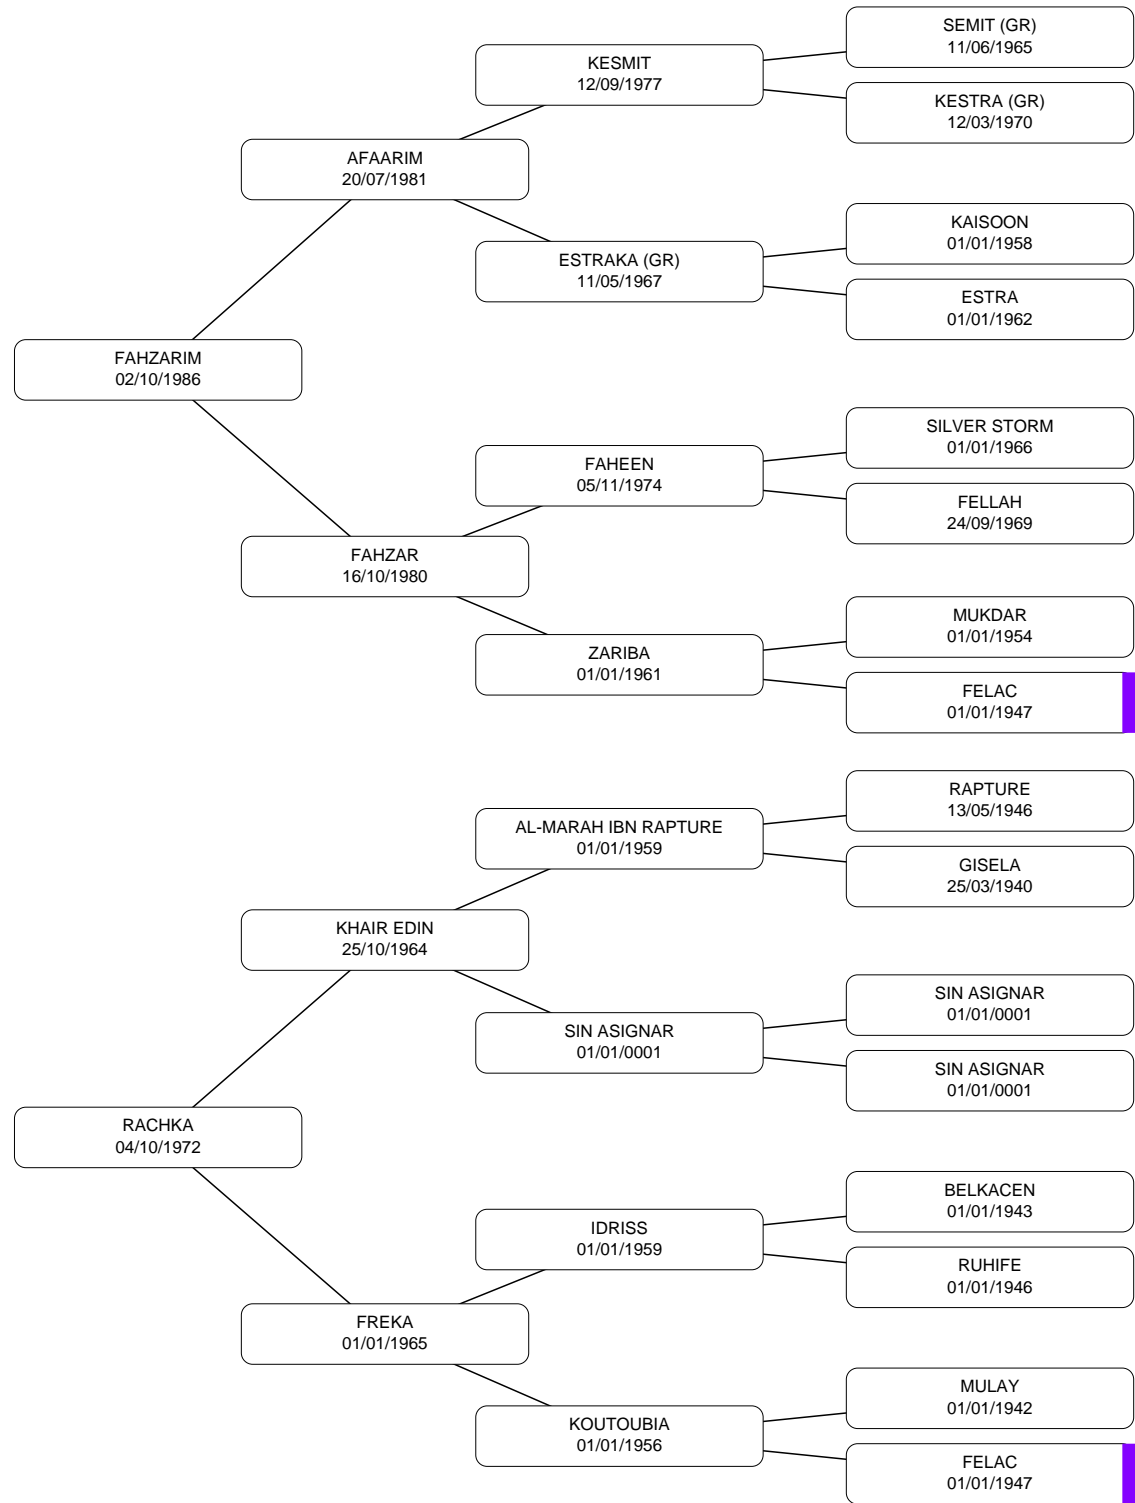 SEMIT (GR)
11/06/1965
KESMIT
12/09/1977
KESTRA (GR)
12/03/1970
AFAARIM
20/07/1981
KAISOON
01/01/1958
ESTRAKA (GR)
11/05/1967
ESTRA
01/01/1962
FAHZARIM
02/10/1986
SILVER STORM
01/01/1966
FAHEEN
05/11/1974
FELLAH
24/09/1969
FAHZAR
16/10/1980
MUKDAR
01/01/1954
ZARIBA
01/01/1961
FELAC
01/01/1947
RAPTURE
13/05/1946
AL-MARAH IBN RAPTURE
01/01/1959
GISELA
25/03/1940
KHAIR EDIN
25/10/1964
SIN ASIGNAR
01/01/0001
SIN ASIGNAR
01/01/0001
SIN ASIGNAR
01/01/0001
RACHKA
04/10/1972
BELKACEN
01/01/1943
IDRISS
01/01/1959
RUHIFE
01/01/1946
FREKA
01/01/1965
MULAY
01/01/1942
KOUTOUBIA
01/01/1956
FELAC
01/01/1947